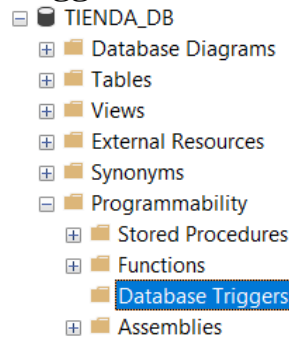 TIENDA_DB
Database Diagrams
Tables
Views
External Resources
Synonyms
Programmability
Stored Procedures
Functions
Database Triggers
Assemblies